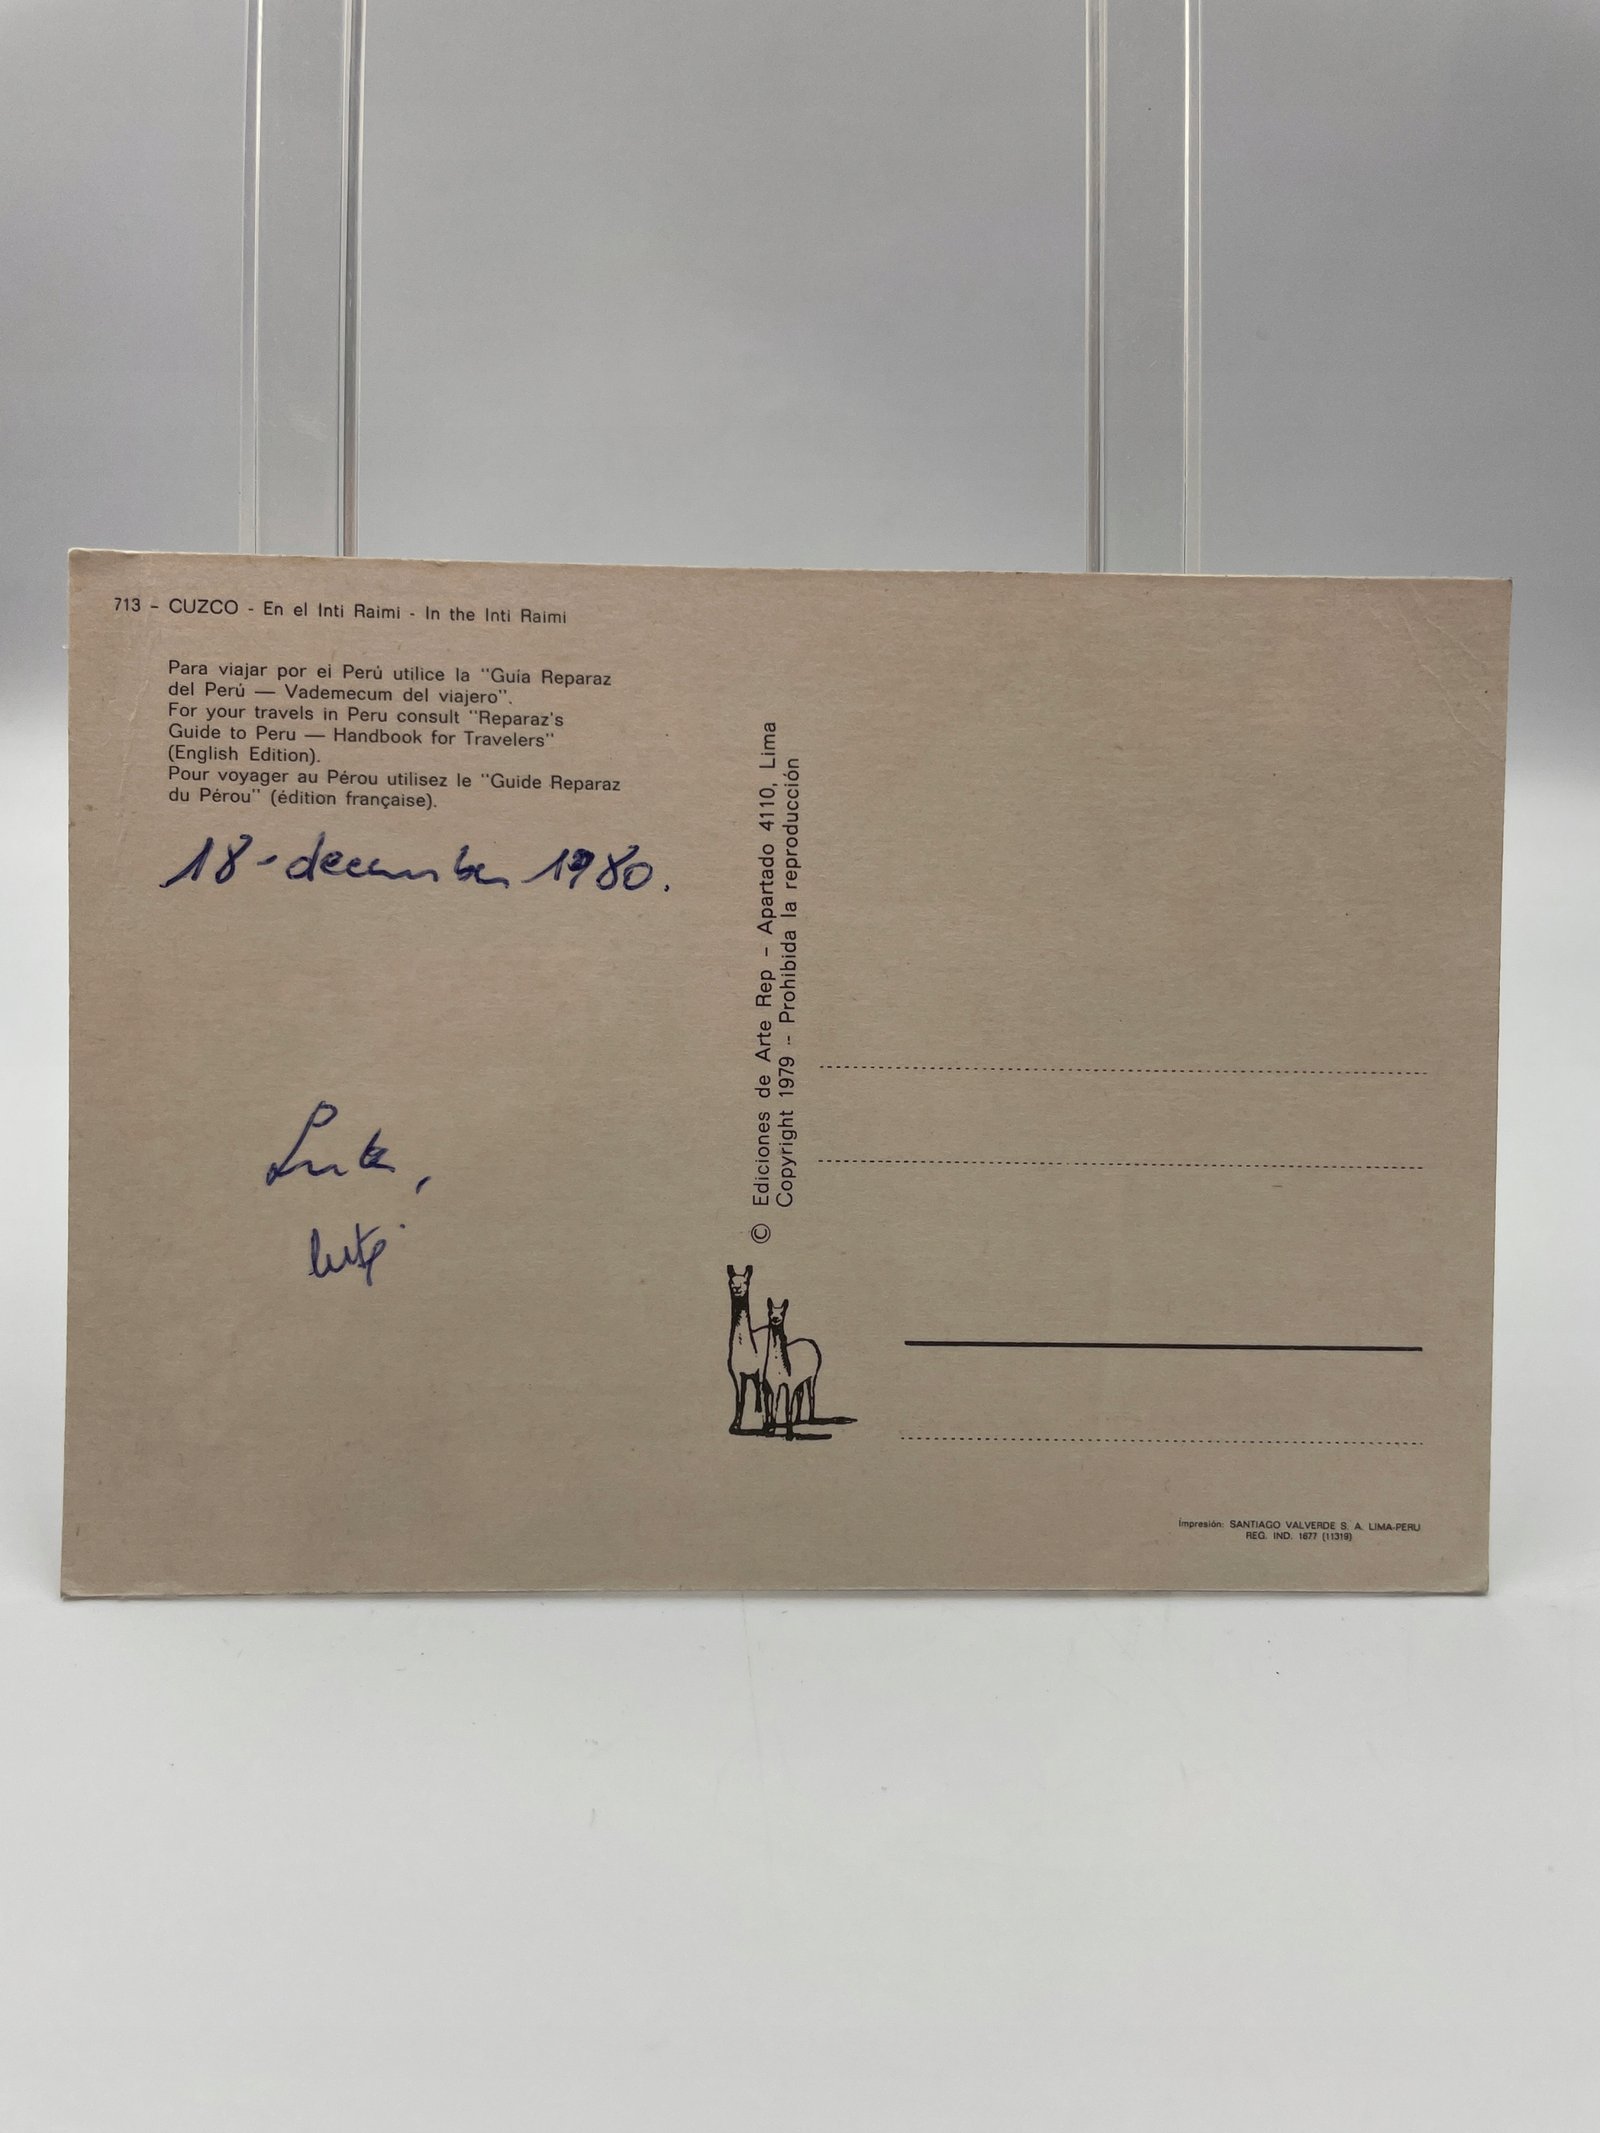 713 - CUZCO - En el Inti Raimi - In the Inti Raimi
Para viajar por ei Perú utilice la "Guía Reparaz
del Perú — Vademecum del viajero".
For your travels in Peru consult "Reparaz's
Guide to Peru — Handbook for Travelers"
(English Edition).
Pour voyager au Pérou utilisez le "Guide Reparaz
du Pérou" (édition française).
18-december 1980.
© Ediciones de Arte Rep - Apartado 4110, Lima
Copyright 1979 - Prohibida la reproducción
Impresión: SANTIAGO VALVERDE S. A. LIMA-PERU
REG. IND. 1677 (11319)